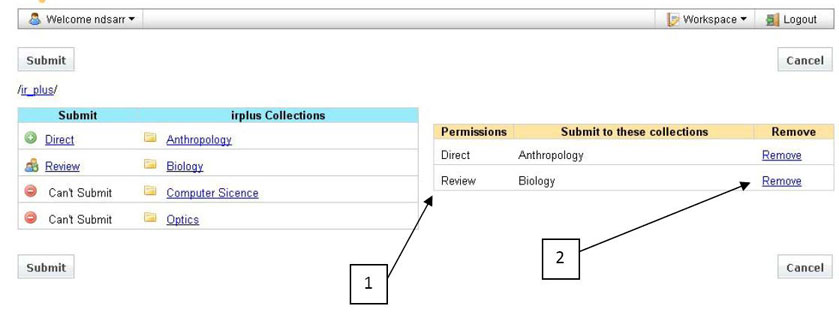 Welcome ndsarr Workspace Logout
Submit Cancel
/ir_plus/
Submit irplus Collections
Direct Anthropology
Review Biology
Can't Submit Computer Sicence
Can't Submit Optics
Permissions Submit to these collections Remove
Direct Anthropology Remove
Review Biology Remove
1
2
Submit Cancel